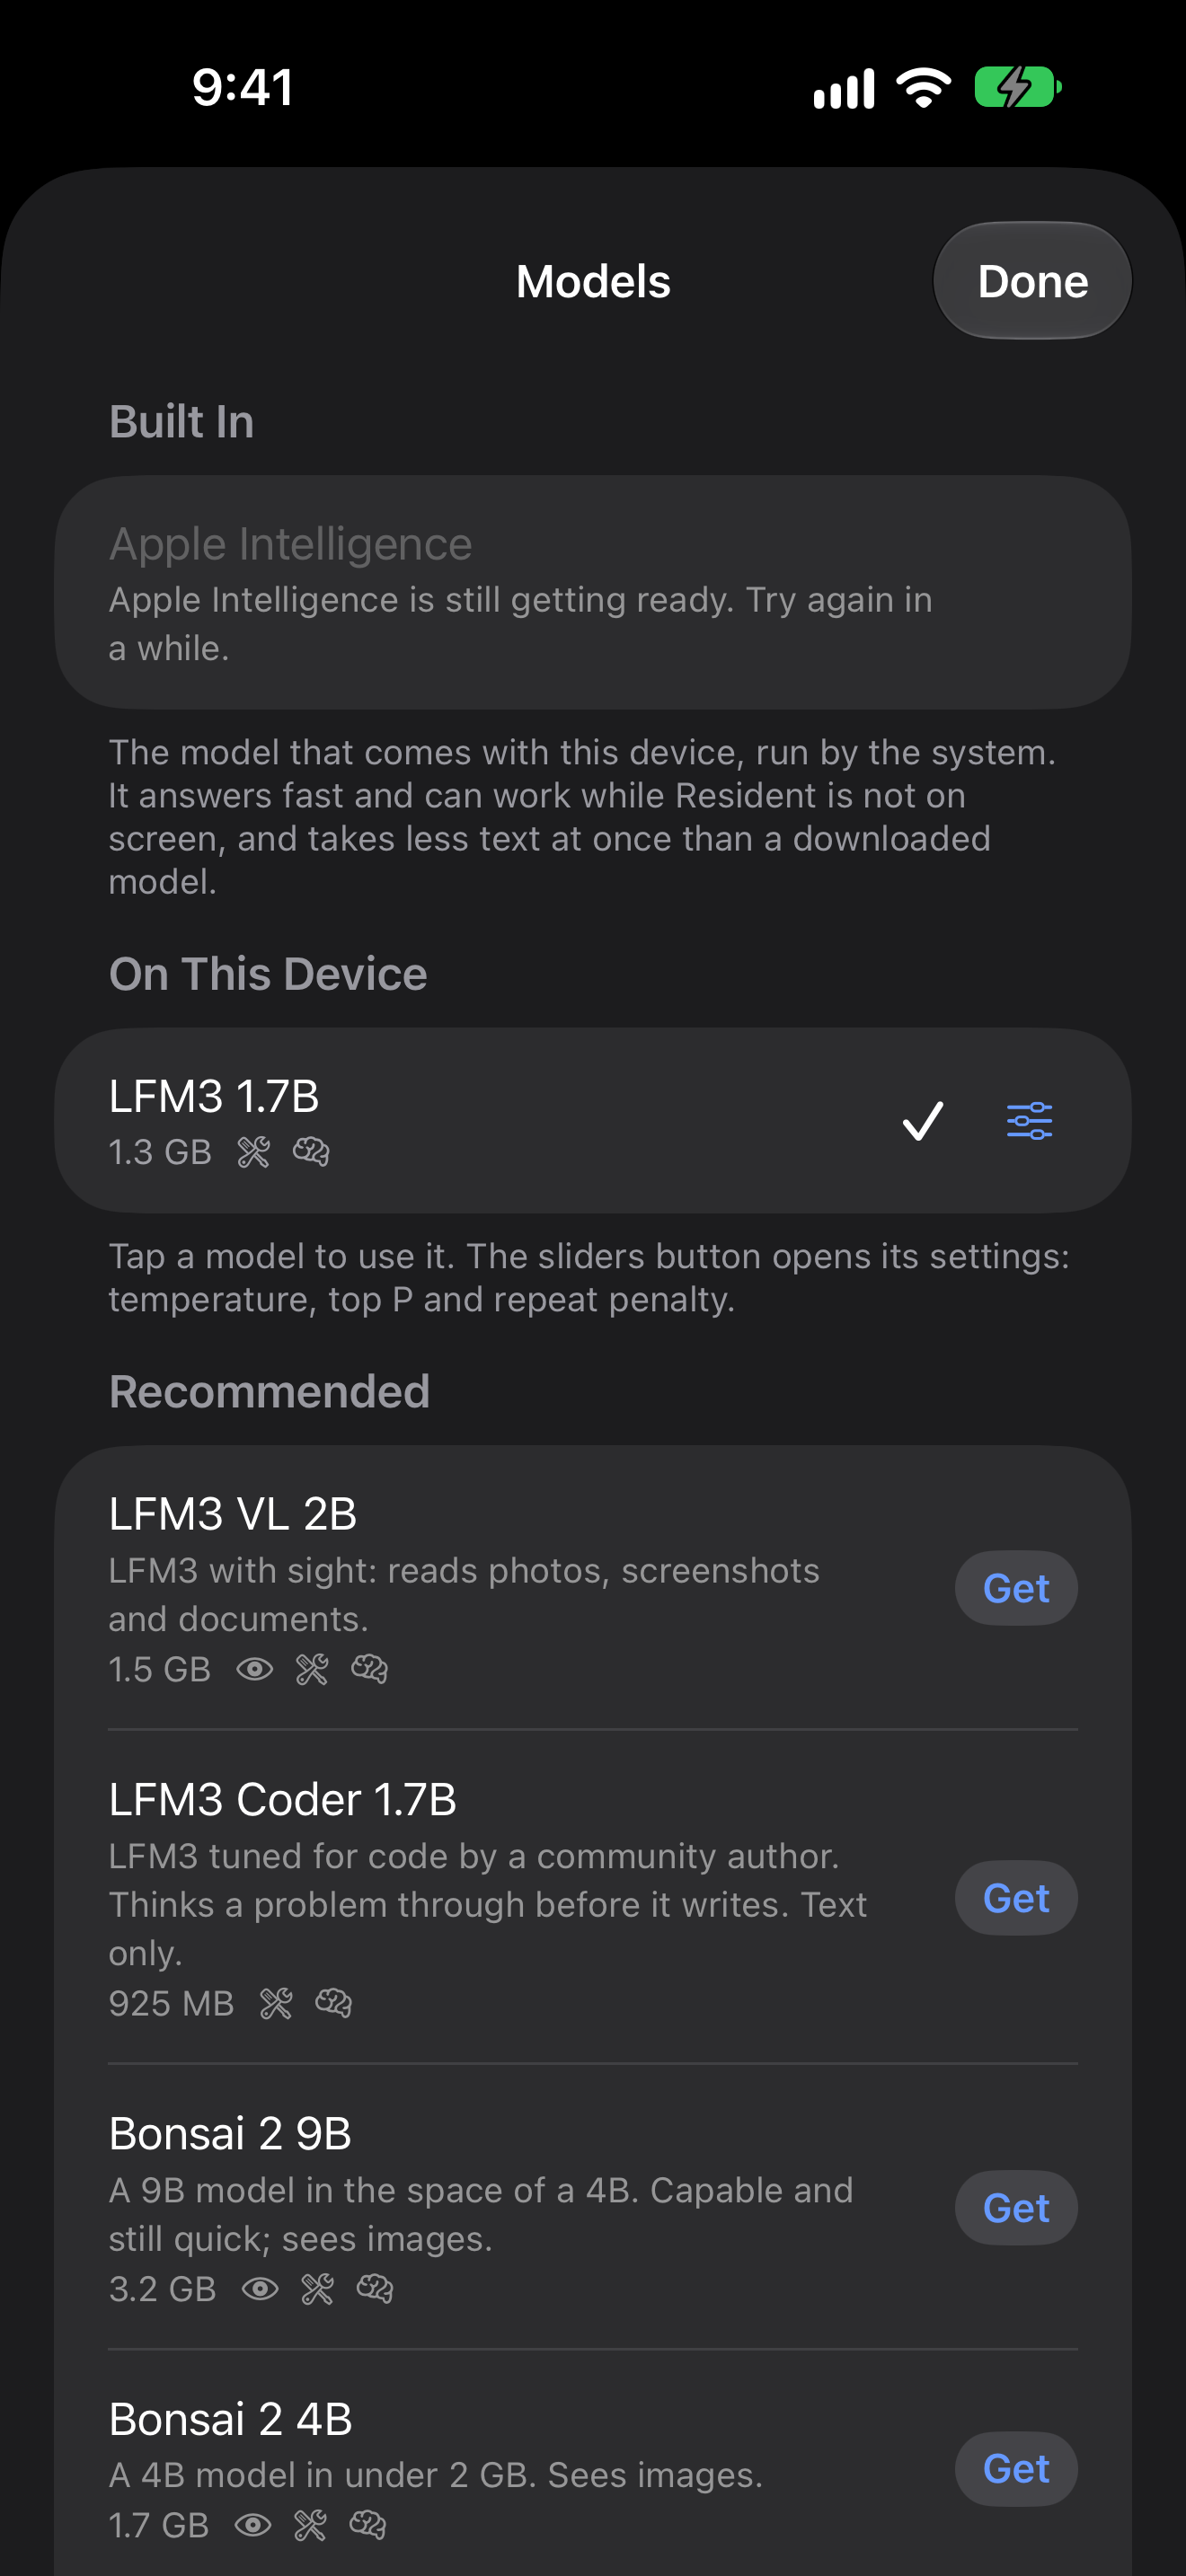 9:41
Models
Done
Built In
Apple Intelligence
Apple Intelligence is still getting ready. Try again in
a while.
The model that comes with this device, run by the system.
It answers fast and can work while Resident is not on
screen, and takes less text at once than a downloaded
model.
On This Device
LFM3 1.7B
1.3 GB
Tap a model to use it. The sliders button opens its settings:
temperature, top P and repeat penalty.
Recommended
LFM3 VL 2B
LFM3 with sight: reads photos, screenshots
and documents.
1.5 GB
Get
LFM3 Coder 1.7B
LFM3 tuned for code by a community author.
Thinks a problem through before it writes. Text
only.
925 MB
Get
Bonsai 2 9B
A 9B model in the space of a 4B. Capable and
still quick; sees images.
3.2 GB
Get
Bonsai 2 4B
A 4B model in under 2 GB. Sees images.
1.7 GB
Get